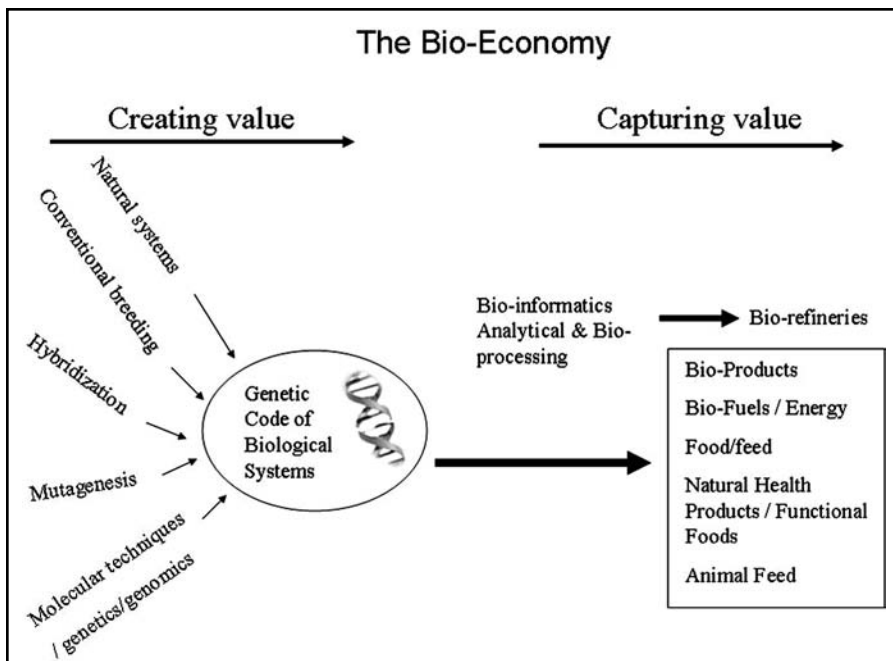 The Bio-Economy
Creating value
Capturing value
Natural systems
Conventional breeding
Hybridization
Mutagenesis
Molecular techniques
/ genetics/genomics
Genetic
Code of
Biological
Systems
Bio-informatics
Analytical & Bio-
processing
Bio-refineries
Bio-Products
Bio-Fuels / Energy
Food/feed
Natural Health
Products / Functional
Foods
Animal Feed